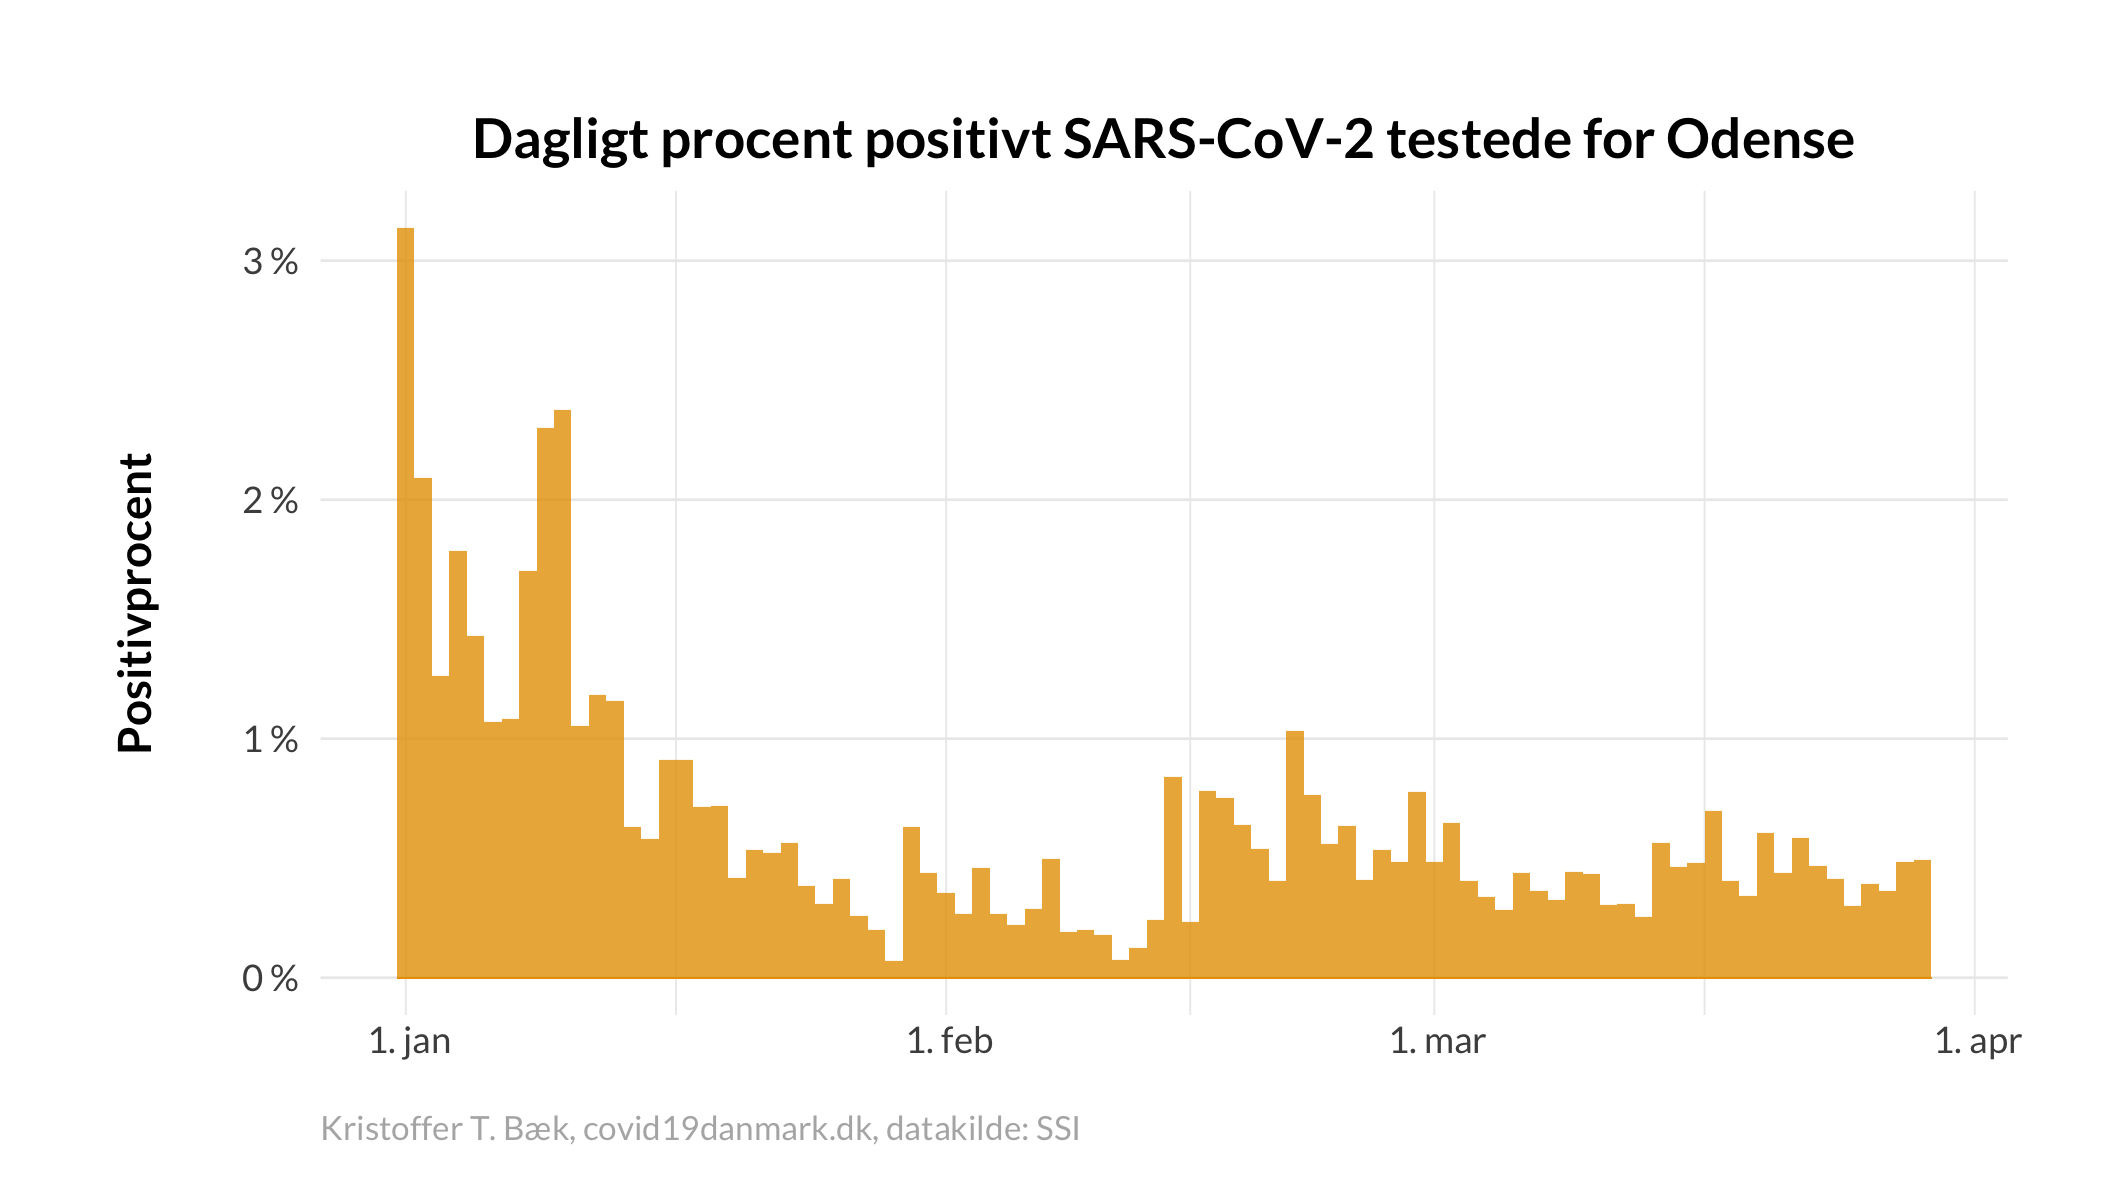 Dagligt procent positivt SARS-CoV-2 testede for Odense
Positivprocent
3 %
2 %
1 %
0 %
1. jan
1. feb
1. mar
1. apr
Kristoffer T. Bæk, covid19danmark.dk, datakilde: SSI